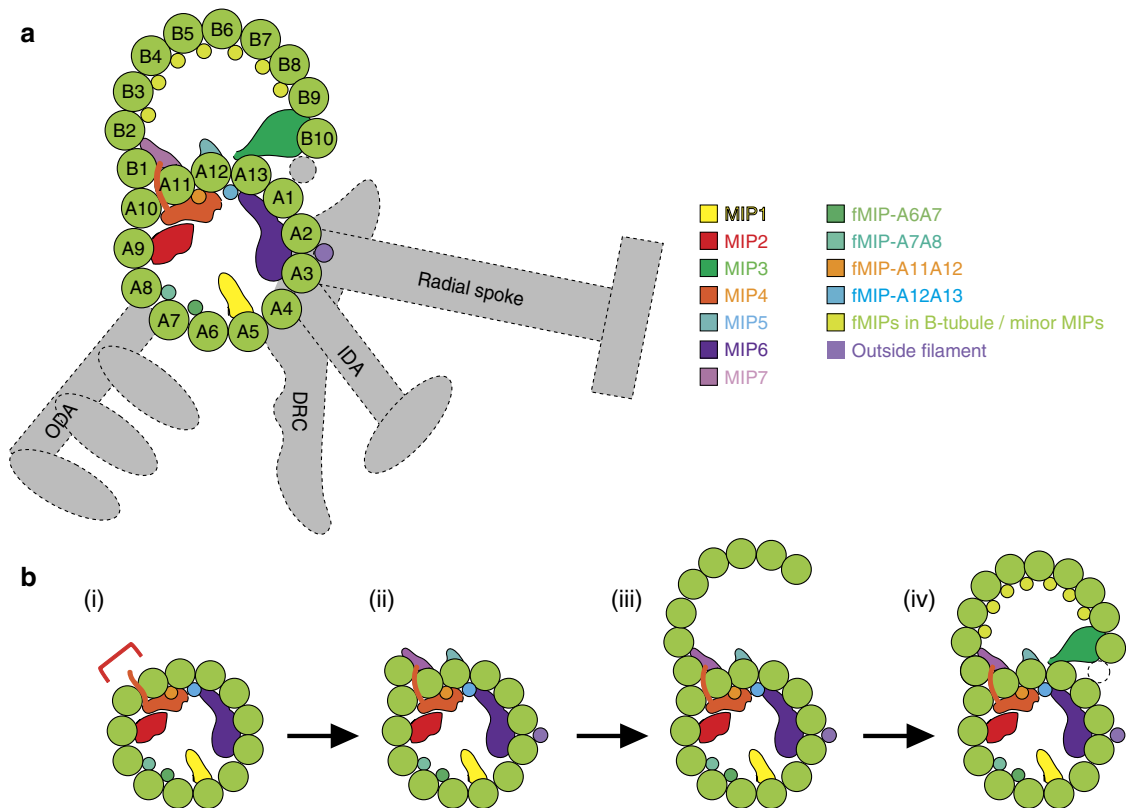 a
B1
B2
B3
B4
B5
B6
B7
B8
B9
B10
A1
A2
A3
A4
A5
A6
A7
A8
A9
A10
A11
A12
A13
Radial spoke
IDA
DRC
ODA
MIP1
MIP2
MIP3
MIP4
MIP5
MIP6
MIP7
fMIP-A6A7
fMIP-A7A8
fMIP-A11A12
fMIP-A12A13
fMIPs in B-tubule / minor MIPs
Outside filament
b
(i)
(ii)
(iii)
(iv)